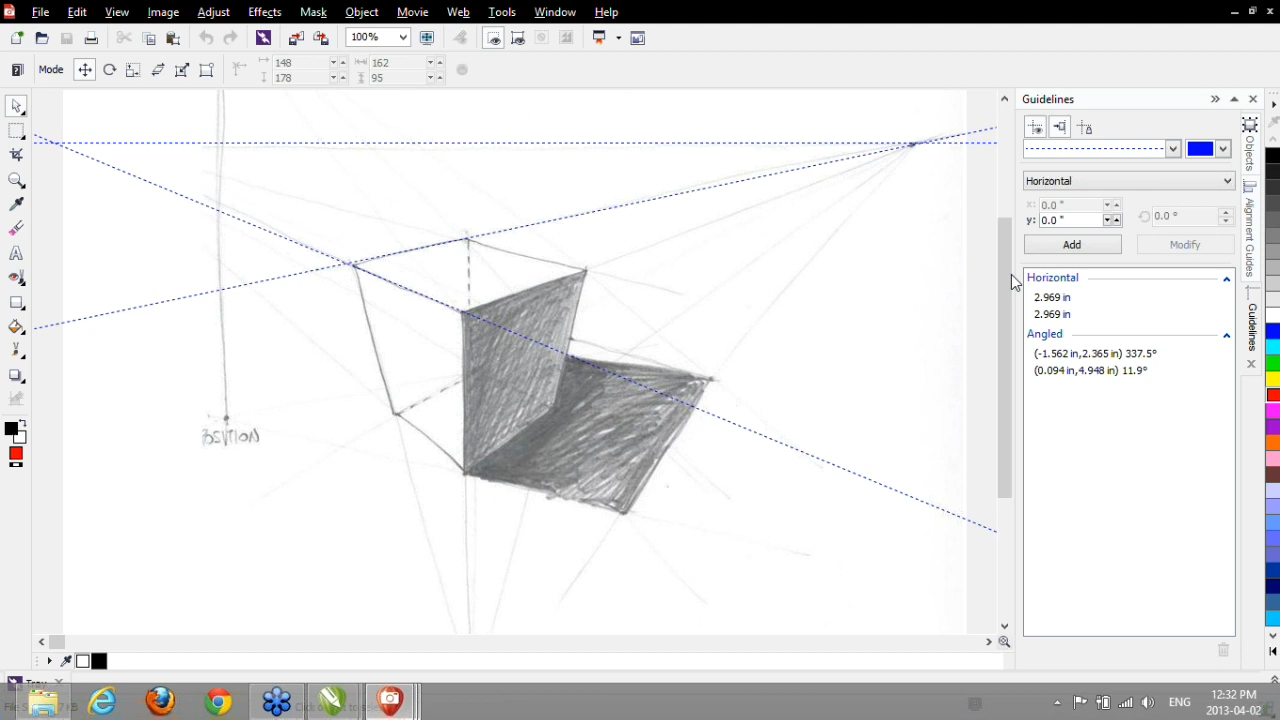 File Edit View Image Adjust Effects Mask Object Movie Web Tools Window Help
100%
Mode 148 162
178 95
Guidelines
Horizontal
x: 0.0 " 0.0 °
y: 0.0 "
Add Modify
Horizontal
2.969 in
2.969 in
Angled
(-1.562 in,2.365 in) 337.5°
(0.094 in,4.948 in) 11.9°
Objects
Alignment Guides
Guidelines
Tray
ENG
12:32 PM
2013-04-02